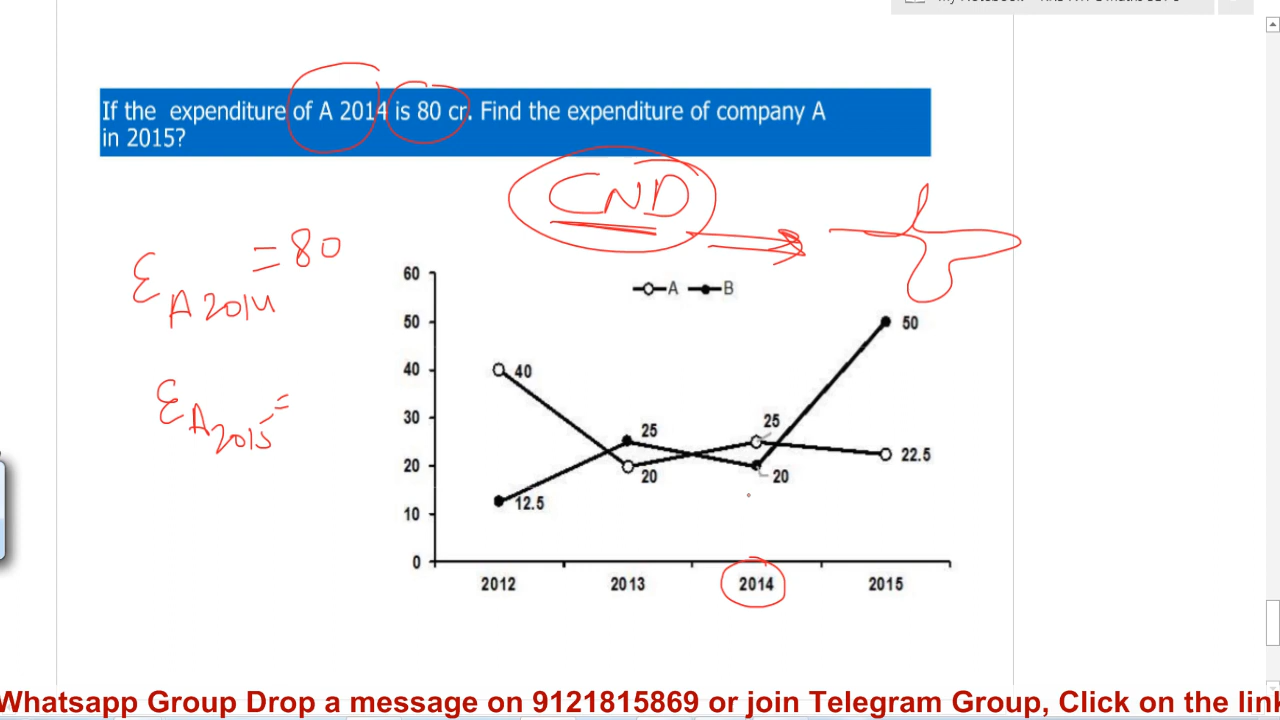 If the expenditure of A 2014 is 80 cr. Find the expenditure of company A
in 2015?
CND
ε A 2014 = 80
ε A 2015 =
60
A B
50
50
40
40
30
25
25
22.5
20
20
20
12.5
10
0
2012 2013 2014 2015
Whatsapp Group Drop a message on 9121815869 or join Telegram Group, Click on the link